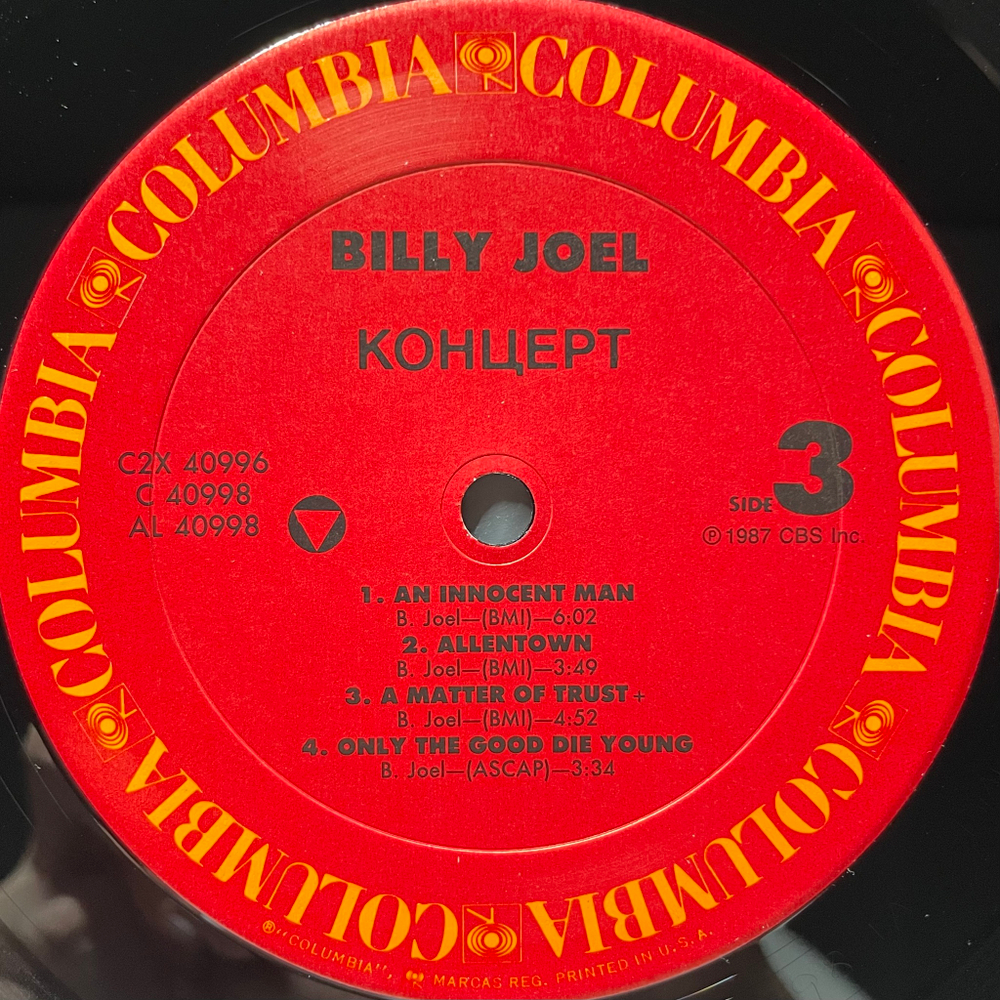 COLUMBIA COLUMBIA COLUMBIA COLUMBIA COLUMBIA COLUMBIA COLUMBIA COLUMBIA
BILLY JOEL
КОНЦЕРТ
C2X 40996
C 40998
AL 40998
SIDE 3
℗ 1987 CBS Inc.
1. AN INNOCENT MAN
B. Joel—(BMI)—6:02
2. ALLENTOWN
B. Joel—(BMI)—3:49
3. A MATTER OF TRUST+
B. Joel—(BMI)—4:52
4. ONLY THE GOOD DIE YOUNG
B. Joel—(ASCAP)—3:34
®"COLUMBIA", MARCAS REG. PRINTED IN U.S.A.